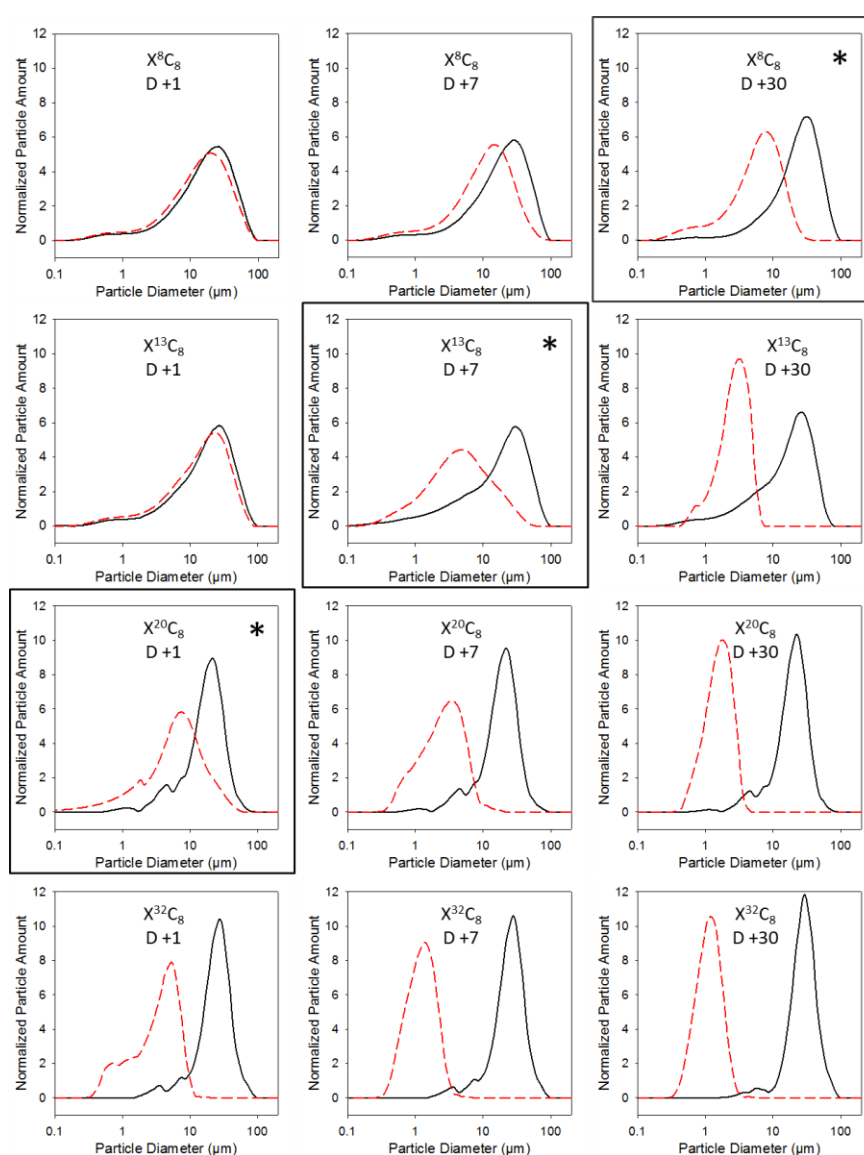 12
10
8
6
4
2
0
Normalized Particle Amount
X⁸C₈
D +1
0.1 1 10 100
Particle Diameter (µm)
12
10
8
6
4
2
0
Normalized Particle Amount
X⁸C₈
D +7
0.1 1 10 100
Particle Diameter (µm)
12
10
8
6
4
2
0
Normalized Particle Amount
X⁸C₈
D +30
*
0.1 1 10 100
Particle Diameter (µm)
12
10
8
6
4
2
0
Normalized Particle Amount
X¹³C₈
D +1
0.1 1 10 100
Particle Diameter (µm)
12
10
8
6
4
2
0
Normalized Particle Amount
X¹³C₈
D +7
*
0.1 1 10 100
Particle Diameter (µm)
12
10
8
6
4
2
0
Normalized Particle Amount
X¹³C₈
D +30
0.1 1 10 100
Particle Diameter (µm)
12
10
8
6
4
2
0
Normalized Particle Amount
X²⁰C₈
D +1
*
0.1 1 10 100
Particle Diameter (µm)
12
10
8
6
4
2
0
Normalized Particle Amount
X²⁰C₈
D +7
0.1 1 10 100
Particle Diameter (µm)
12
10
8
6
4
2
0
Normalized Particle Amount
X²⁰C₈
D +30
0.1 1 10 100
Particle Diameter (µm)
12
10
8
6
4
2
0
Normalized Particle Amount
X³²C₈
D +1
0.1 1 10 100
Particle Diameter (µm)
12
10
8
6
4
2
0
Normalized Particle Amount
X³²C₈
D +7
0.1 1 10 100
Particle Diameter (µm)
12
10
8
6
4
2
0
Normalized Particle Amount
X³²C₈
D +30
0.1 1 10 100
Particle Diameter (µm)